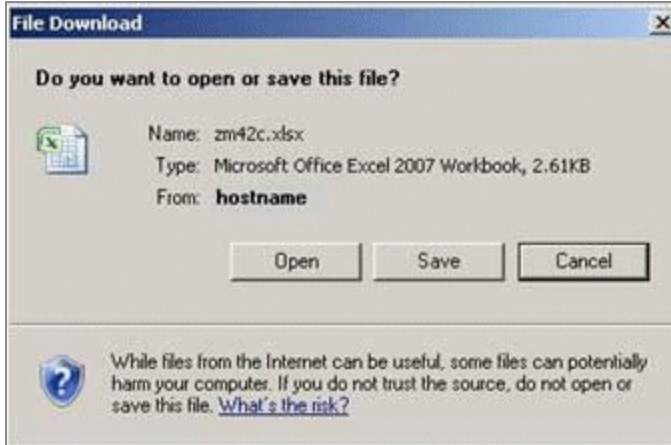 File Download
Do you want to open or save this file?
Name: zm42c.xlsx
Type: Microsoft Office Excel 2007 Workbook, 2.61KB
From: hostname
Open Save Cancel
While files from the Internet can be useful, some files can potentially
harm your computer. If you do not trust the source, do not open or
save this file. What's the risk?